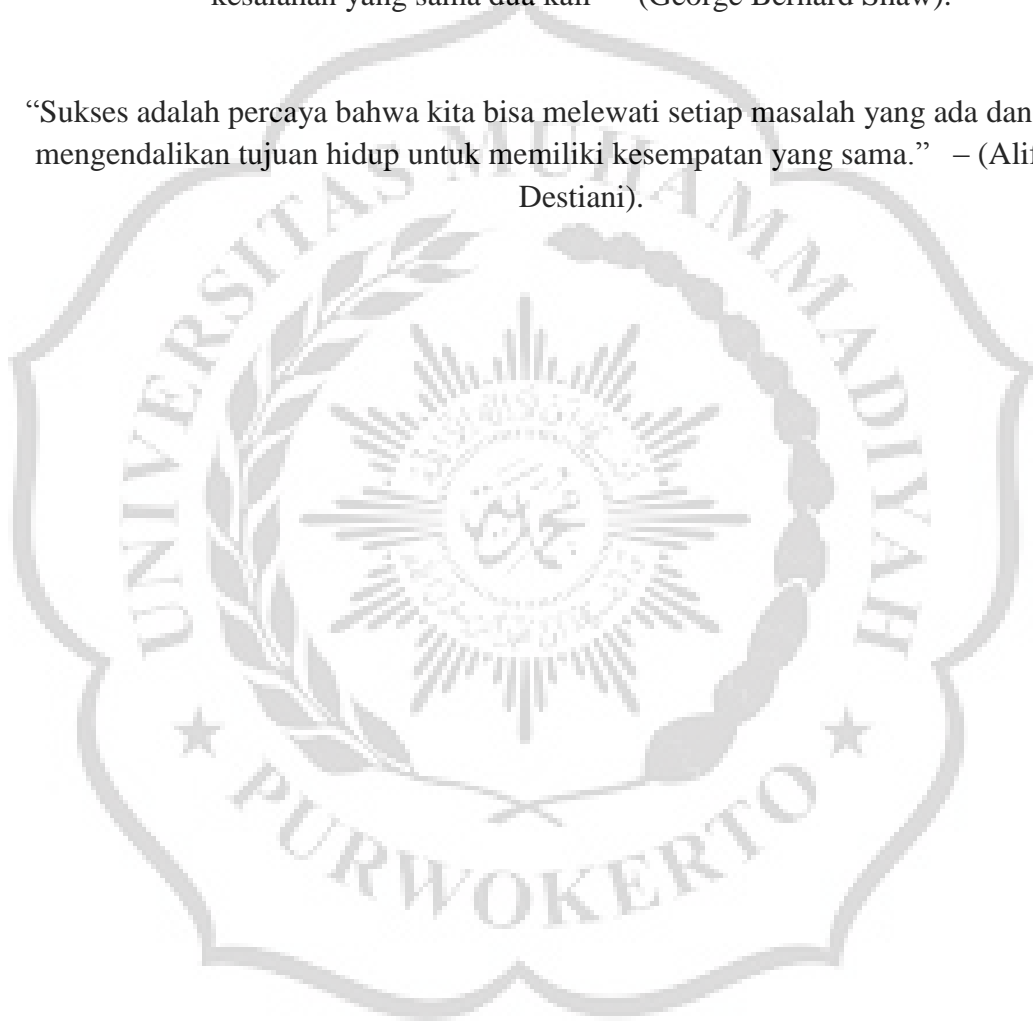 kesalahan yang sama dua kali” – (George Bernard Shaw).
“Sukses adalah percaya bahwa kita bisa melewati setiap masalah yang ada dan
mengendalikan tujuan hidup untuk memiliki kesempatan yang sama.” – (Alif
Destiani).
UNIVERSITAS MUHAMMADIYAH
PURWOKERTO